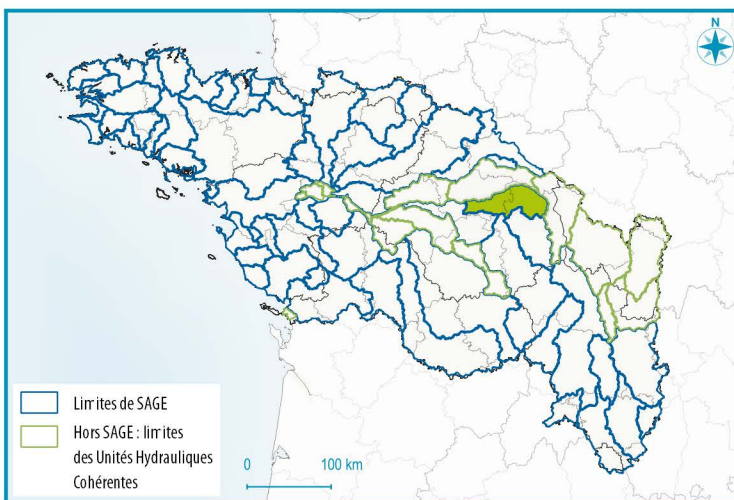 N
Limites de SAGE
Hors SAGE : limites
des Unités Hydrauliques
Cohérentes
0 100 km